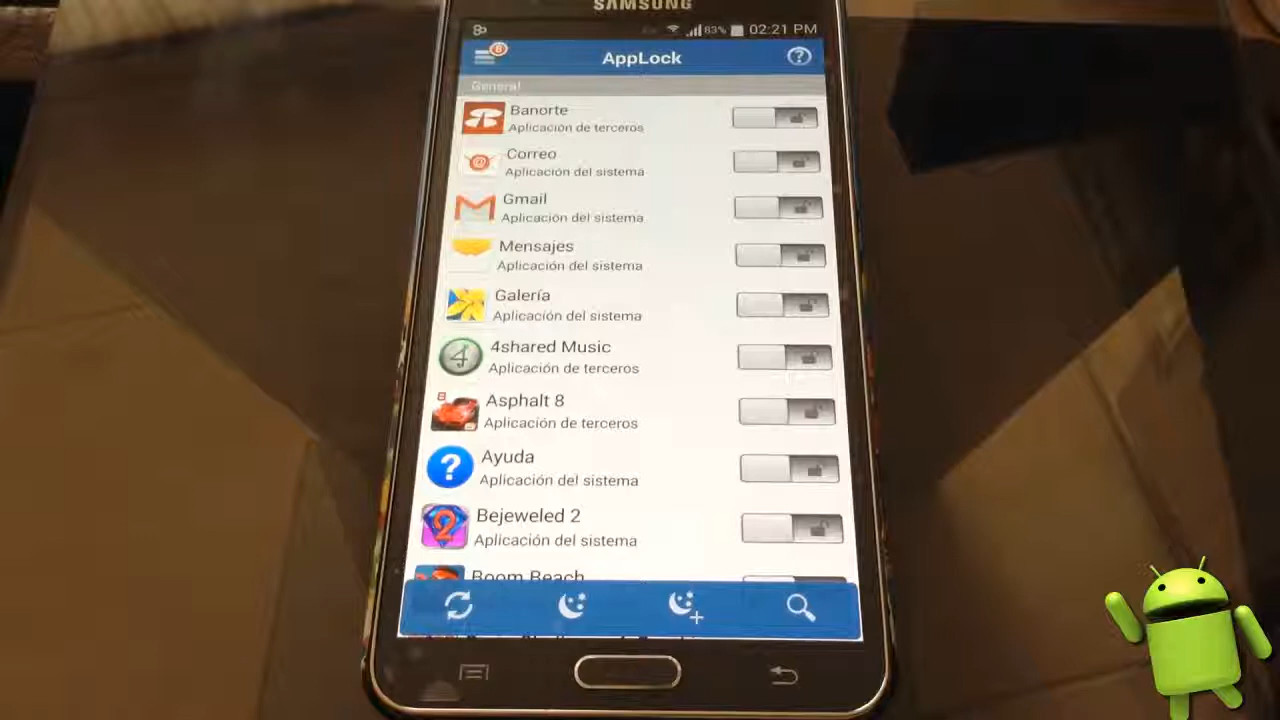 SAMSUNG
83% 02:21 PM
8
AppLock
?
General
Banorte
Aplicación de terceros
Correo
Aplicación del sistema
Gmail
Aplicación del sistema
Mensajes
Aplicación del sistema
Galería
Aplicación del sistema
4shared Music
Aplicación de terceros
Asphalt 8
Aplicación de terceros
Ayuda
Aplicación del sistema
Bejeweled 2
Aplicación del sistema
Boom Beach